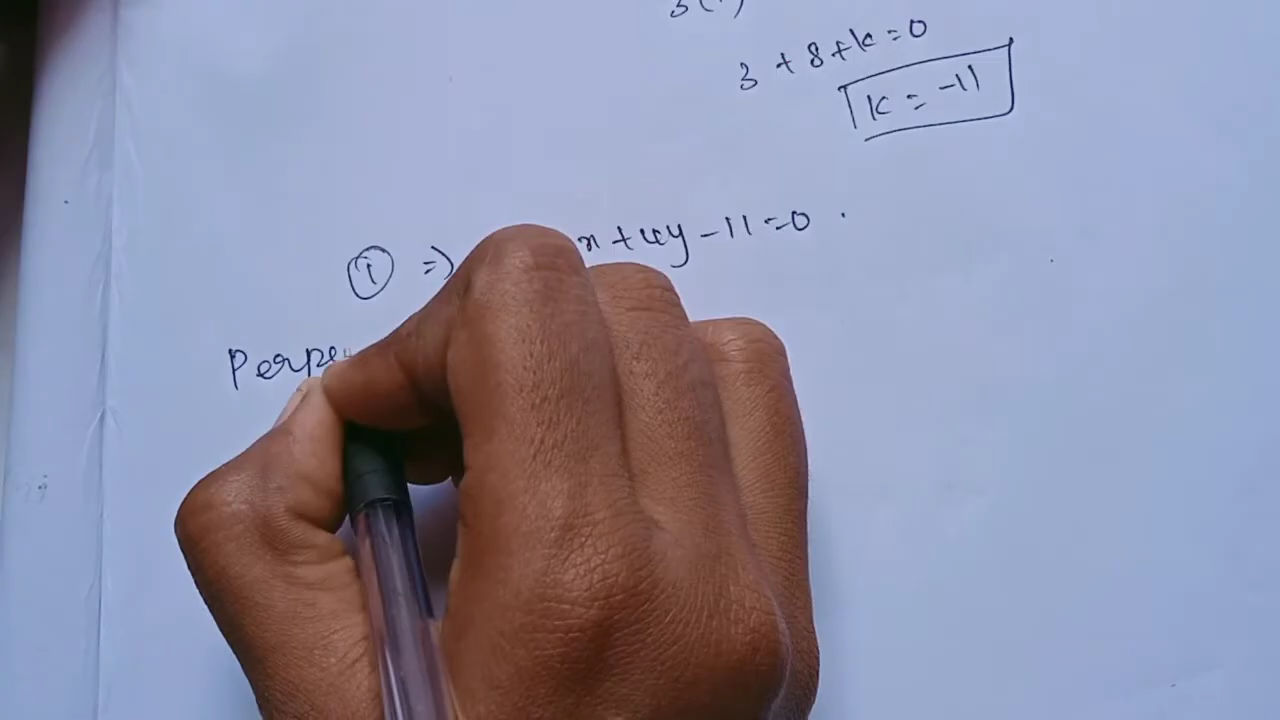 3 + 8 + k = 0
k = -11
① ⇒ x + 4y - 11 = 0 .
Perpe